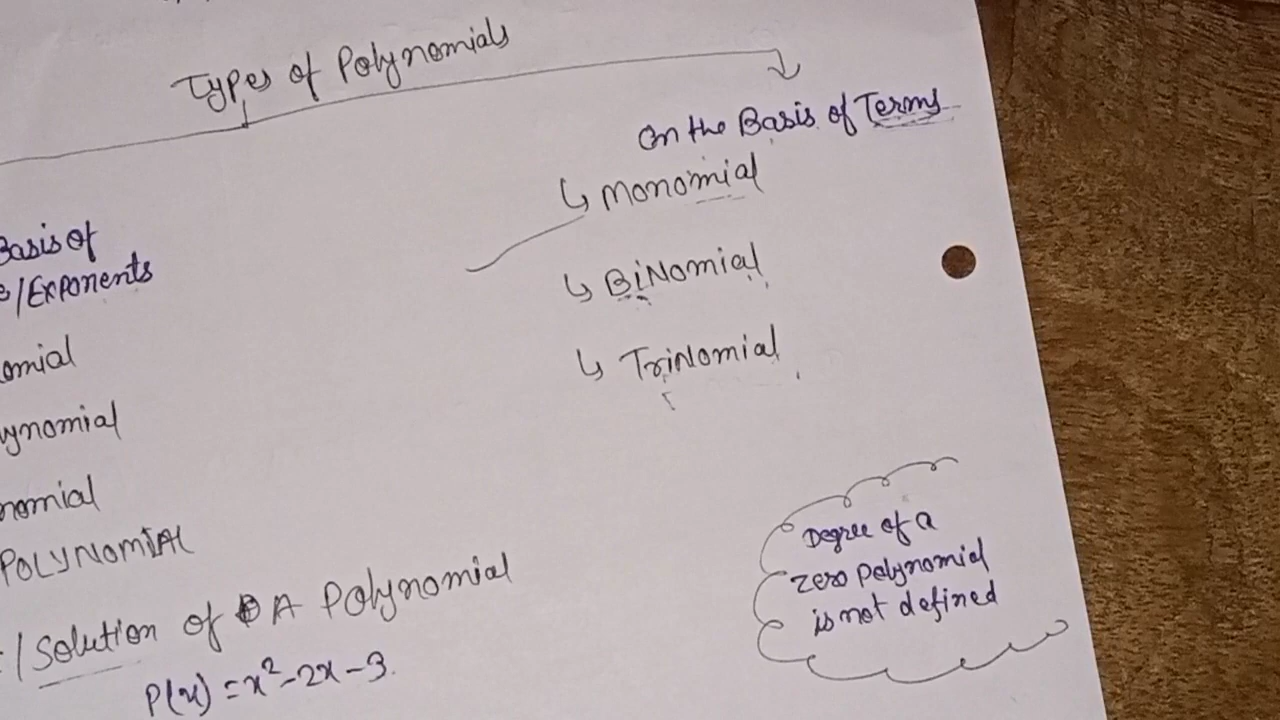 Types of Polynomials
On the Basis of Terms
↳ Monomial
↳ BiNomial
↳ TriNomial
Basis of
/Exponents
omial
ynomial
nomial
POLYNOMIAL
/Solution of A Polynomial
P(x) = x²-2x-3.
Degree of a
zero polynomial
is not defined